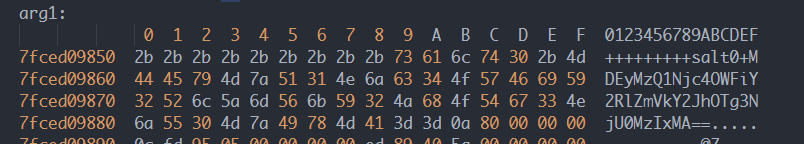 arg1:
0 1 2 3 4 5 6 7 8 9 A B C D E F 0123456789ABCDEF
7fced09850 2b 2b 2b 2b 2b 2b 2b 2b 2b 73 61 6c 74 30 2b 4d +++++++++salt0+M
7fced09860 44 45 79 4d 7a 51 31 4e 6a 63 34 4f 57 46 69 59 DEyMzQ1Njc4OWFiY
7fced09870 32 52 6c 5a 6d 56 6b 59 32 4a 68 4f 54 67 33 4e 2RlZmVkY2JhOTg3N
7fced09880 6a 55 30 4d 7a 49 78 4d 41 3d 3d 0a 80 00 00 00 jU0MzIxMA==.....